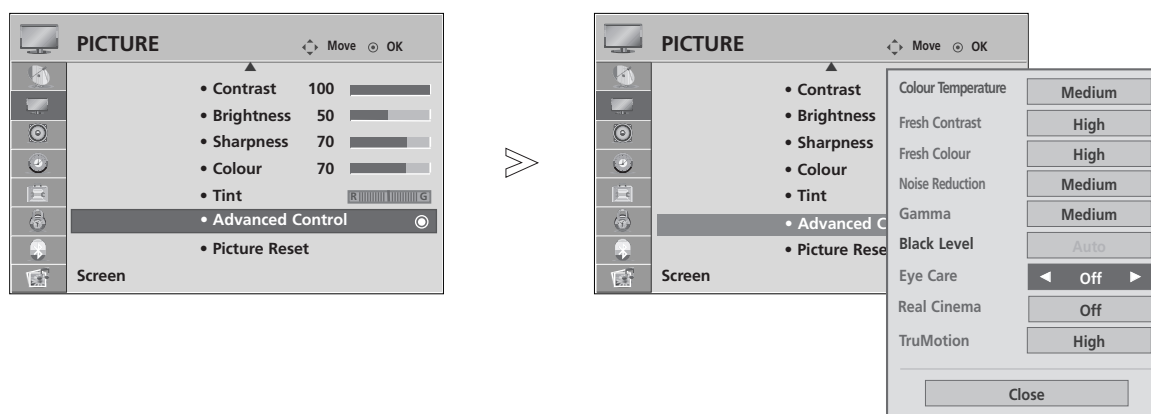 PICTURE Move OK
• Contrast 100
• Brightness 50
• Sharpness 70
• Colour 70
• Tint R G
• Advanced Control
• Picture Reset
Screen
PICTURE Move OK
• Contrast
• Brightness
• Sharpness
• Colour
• Tint
• Advanced C
• Picture Rese
Screen
Colour Temperature Medium
Fresh Contrast High
Fresh Colour High
Noise Reduction Medium
Gamma Medium
Black Level Auto
Eye Care Off
Real Cinema Off
TruMotion High
Close